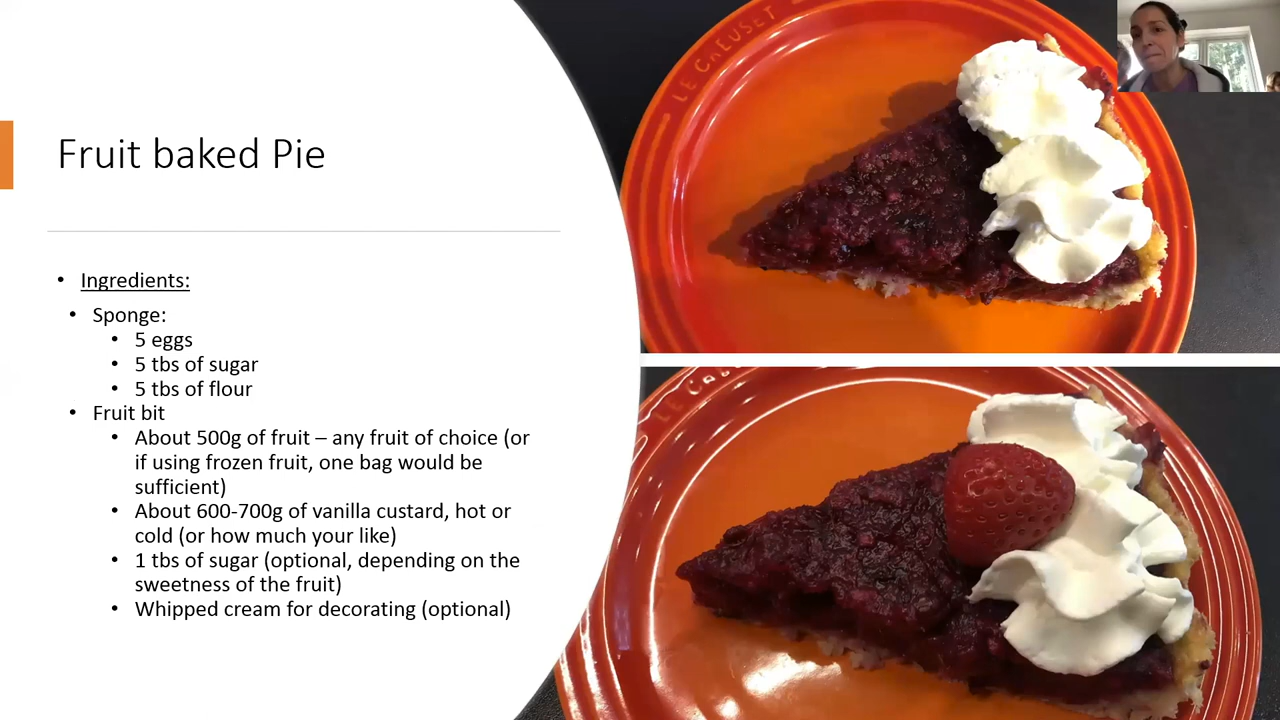 Fruit baked Pie
• Ingredients:
• Sponge:
• 5 eggs
• 5 tbs of sugar
• 5 tbs of flour
• Fruit bit
• About 500g of fruit – any fruit of choice (or
if using frozen fruit, one bag would be
sufficient)
• About 600-700g of vanilla custard, hot or
cold (or how much your like)
• 1 tbs of sugar (optional, depending on the
sweetness of the fruit)
• Whipped cream for decorating (optional)
LE CREUSET
LE CREUSET